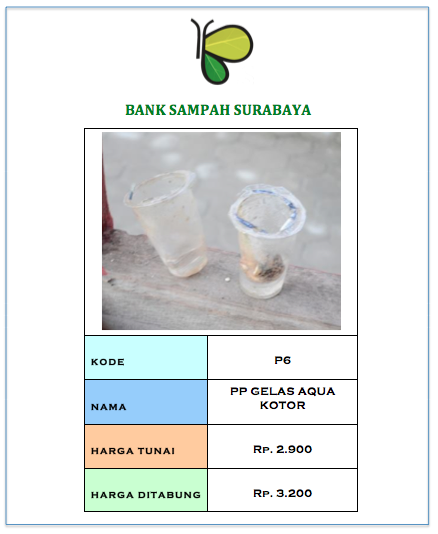 BANK SAMPAH SURABAYA
KODE P6
NAMA PP GELAS AQUA
KOTOR
HARGA TUNAI Rp. 2.900
HARGA DITABUNG Rp. 3.200